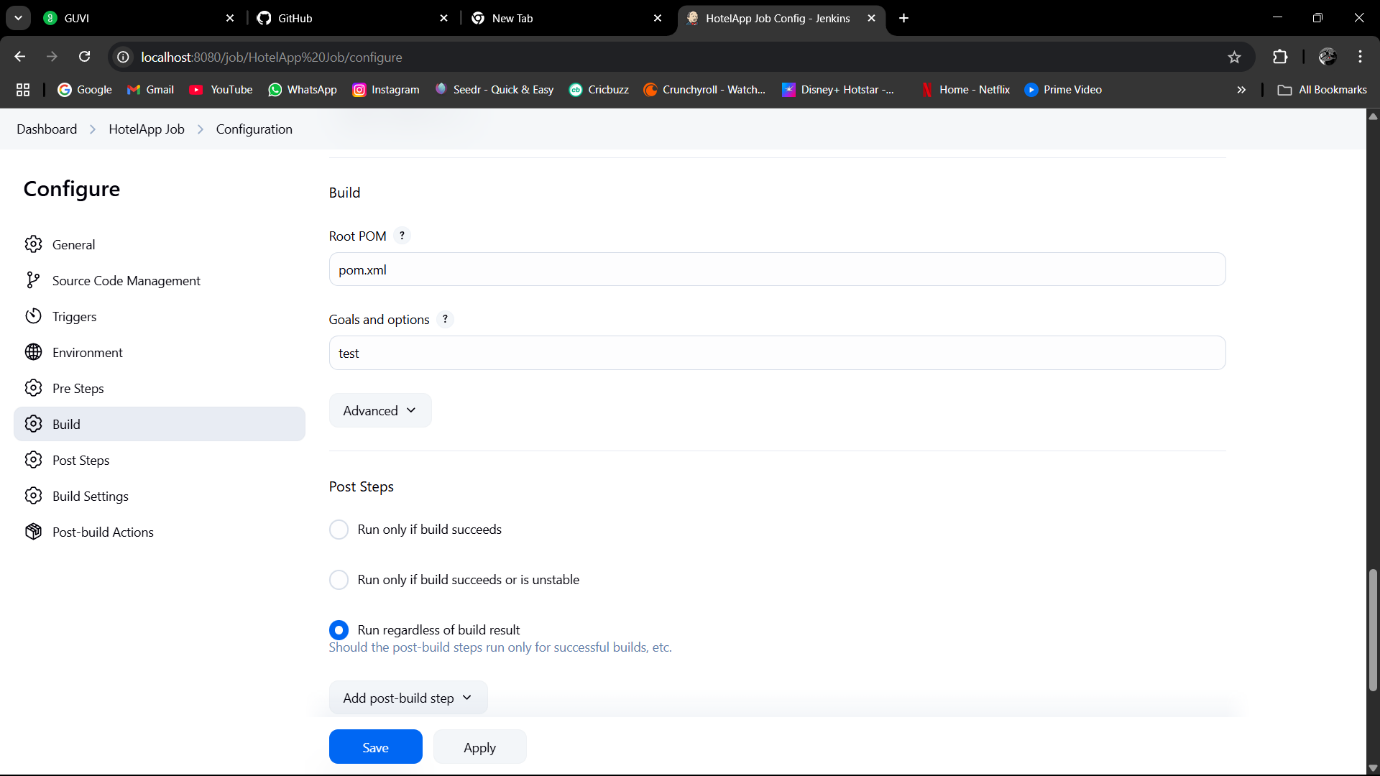 GUVI
GitHub
New Tab
HotelApp Job Config - Jenkins
localhost:8080/job/HotelApp%20Job/configure
Google
Gmail
YouTube
WhatsApp
Instagram
Seedr - Quick & Easy
Cricbuzz
Crunchyroll - Watch...
Disney+ Hotstar -...
Home - Netflix
Prime Video
All Bookmarks
Dashboard > HotelApp Job > Configuration
Configure
General
Source Code Management
Triggers
Environment
Pre Steps
Build
Post Steps
Build Settings
Post-build Actions
Build
Root POM ?
pom.xml
Goals and options ?
test
Advanced
Post Steps
Run only if build succeeds
Run only if build succeeds or is unstable
Run regardless of build result
Should the post-build steps run only for successful builds, etc.
Add post-build step
Save
Apply